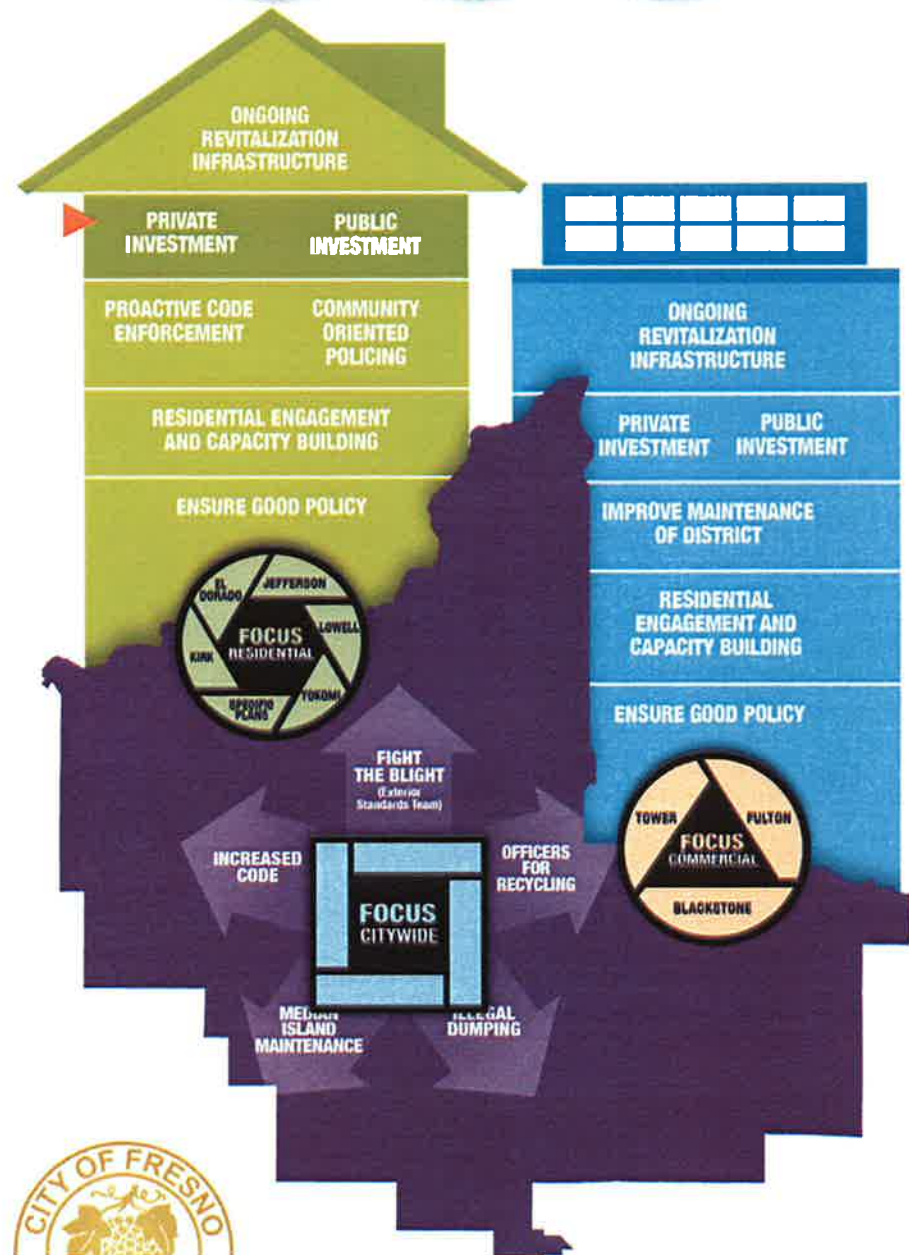 ONGOING
REVITALIZATION
INFRASTRUCTURE
PRIVATE
INVESTMENT
PUBLIC
INVESTMENT
PROACTIVE CODE
ENFORCEMENT
COMMUNITY
ORIENTED
POLICING
RESIDENTIAL ENGAGEMENT
AND CAPACITY BUILDING
ENSURE GOOD POLICY
EL
DORADO
JEFFERSON
LOWELL
YOKOMI
SPECIFIC
PLANS
KIRK
FOCUS
RESIDENTIAL
ONGOING
REVITALIZATION
INFRASTRUCTURE
PRIVATE
INVESTMENT
PUBLIC
INVESTMENT
IMPROVE MAINTENANCE
OF DISTRICT
RESIDENTIAL
ENGAGEMENT AND
CAPACITY BUILDING
ENSURE GOOD POLICY
TOWER
FULTON
FOCUS
COMMERCIAL
BLACKSTONE
FIGHT
THE BLIGHT
(Exterior
Standards Team)
INCREASED
CODE
OFFICERS
FOR
RECYCLING
FOCUS
CITYWIDE
MEDIAN
ISLAND
MAINTENANCE
ILLEGAL
DUMPING
CITY OF FRESNO